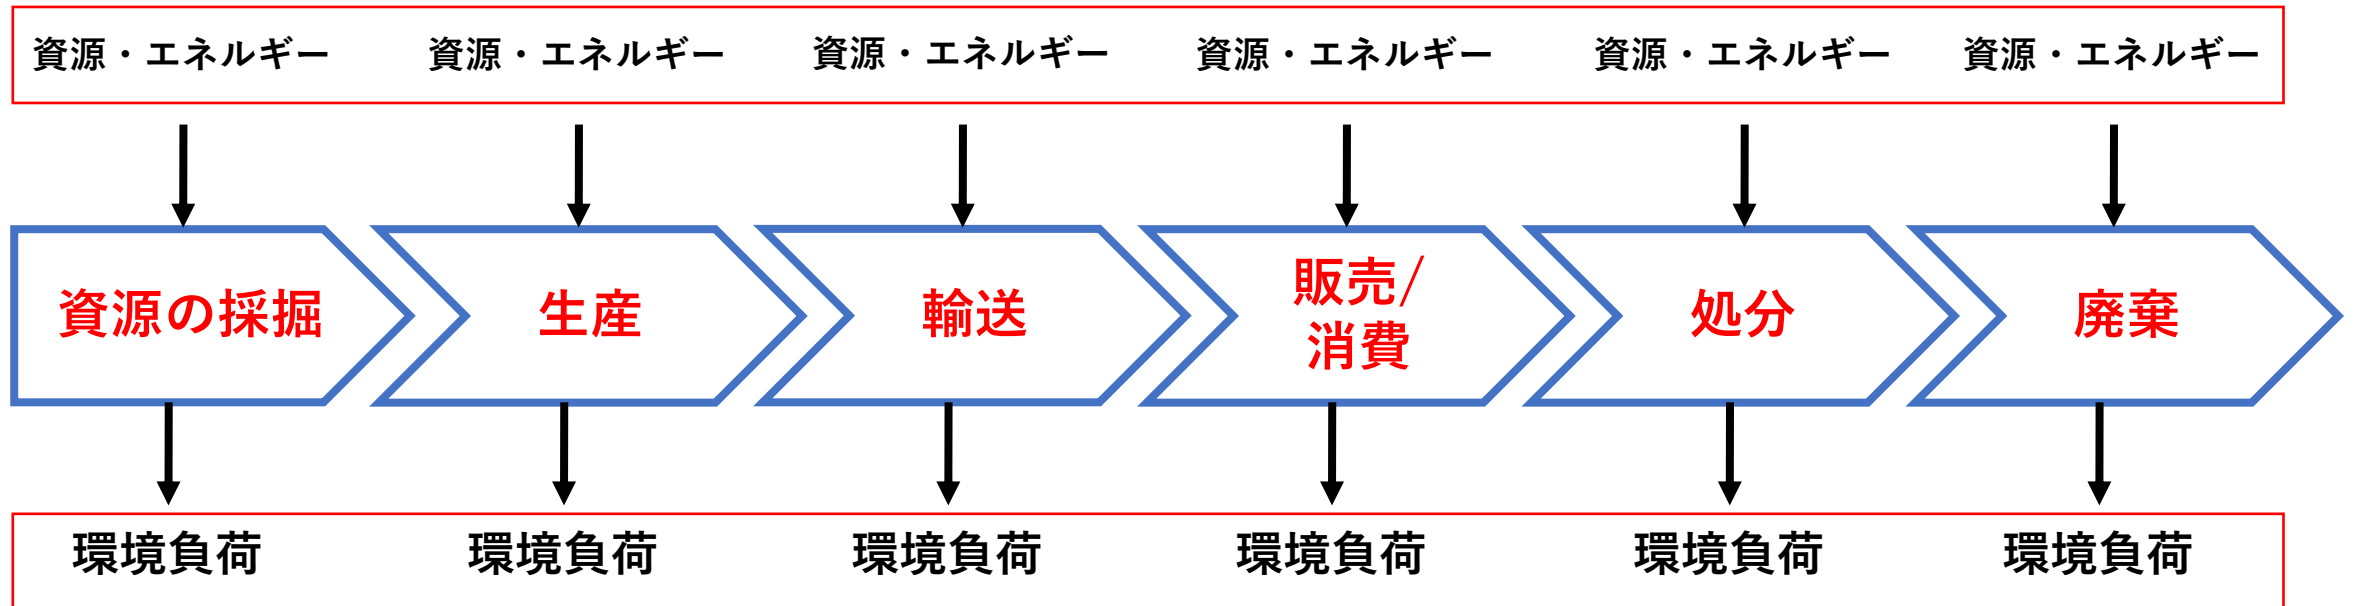 資源・エネルギー 資源・エネルギー 資源・エネルギー 資源・エネルギー 資源・エネルギー 資源・エネルギー
資源の採掘
生産
輸送
販売/
消費
処分
廃棄
環境負荷 環境負荷 環境負荷 環境負荷 環境負荷 環境負荷